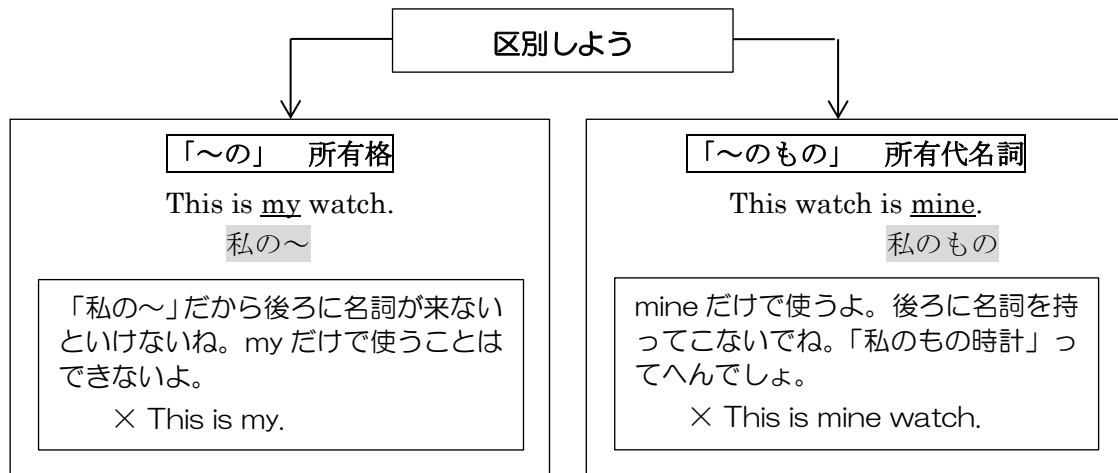 区別しよう
「～の」　所有格
This is my watch.
私の～
「私の～」だから後ろに名詞が来ない
といけないね。my だけで使うことは
できないよ。
× This is my.
「～のもの」　所有代名詞
This watch is mine.
私のもの
mine だけで使うよ。後ろに名詞を持
ってこないでね。「私のもの時計」っ
てへんでしょ。
× This is mine watch.